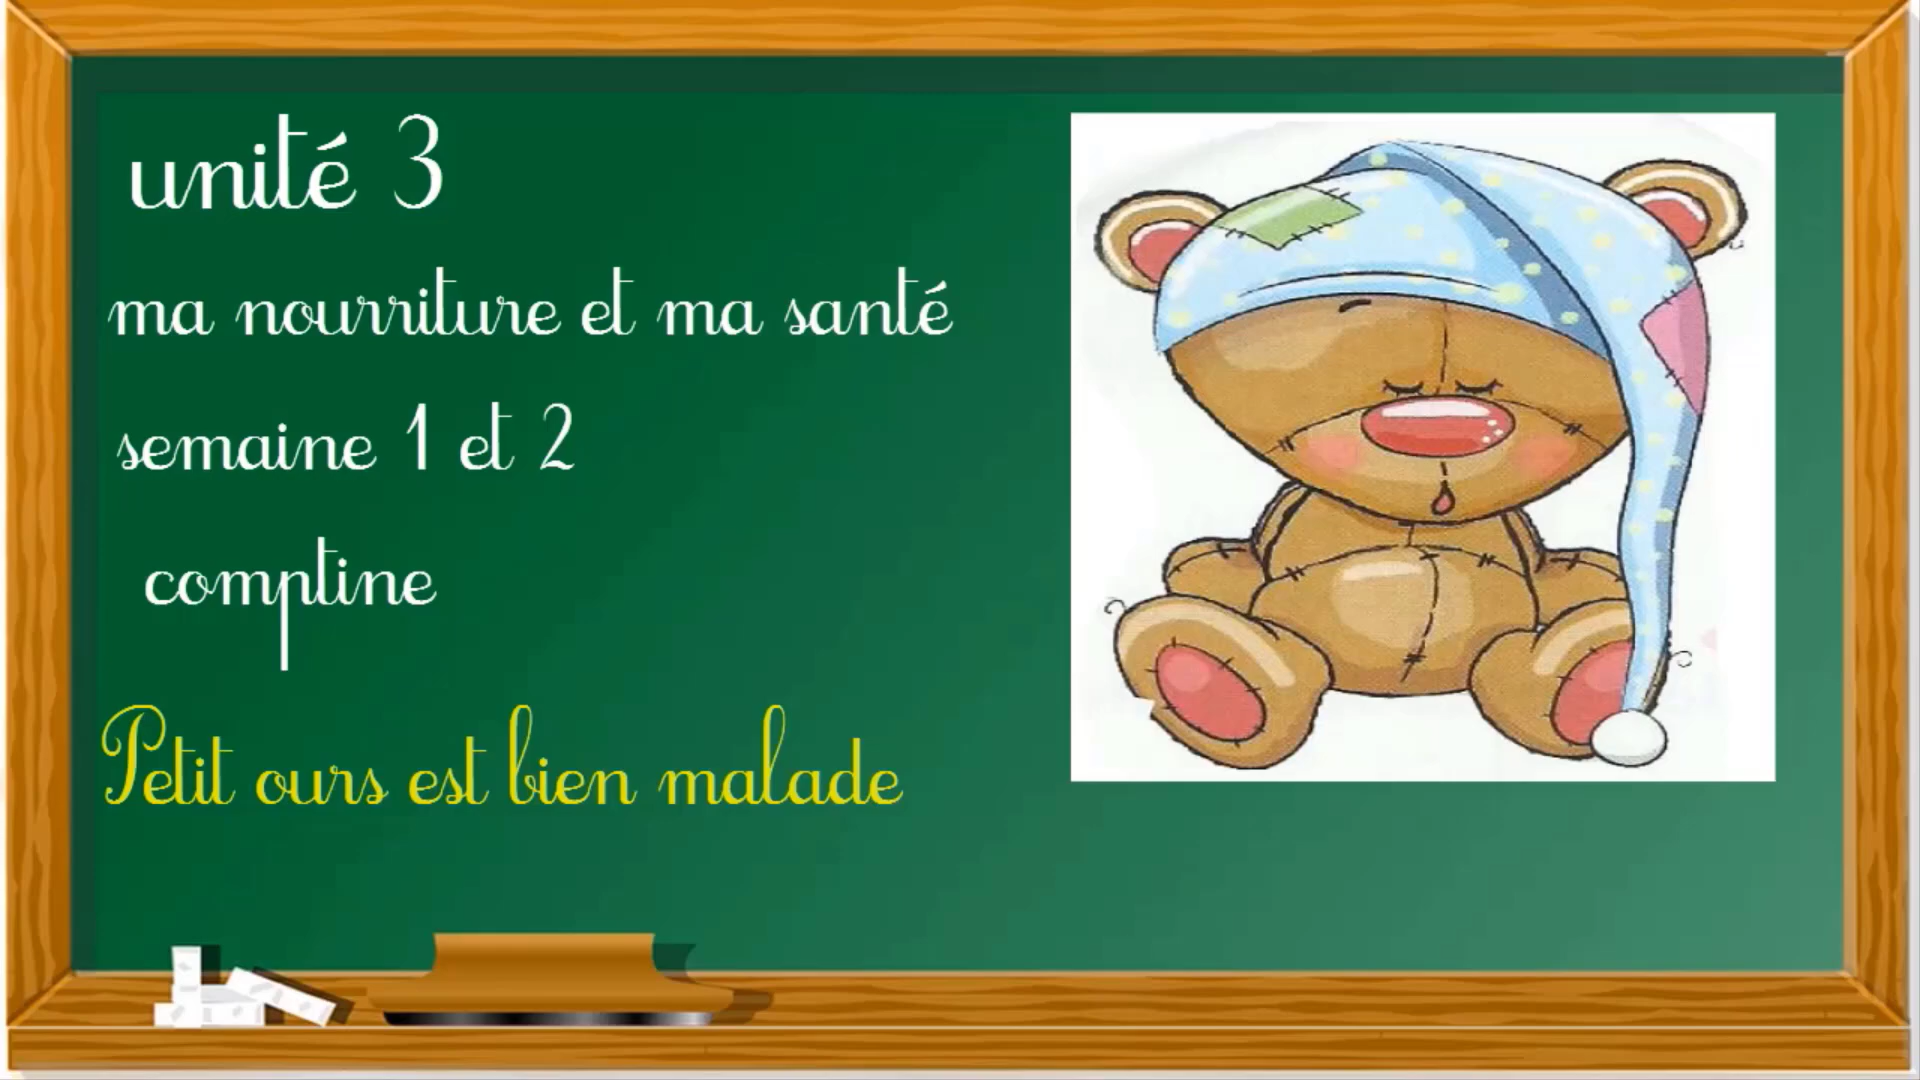 unité 3
ma nourriture et ma santé
semaine 1 et 2
comptine
Petit ours est bien malade